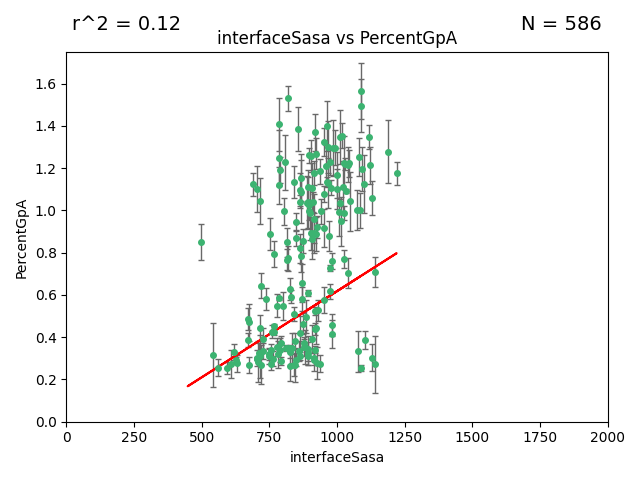 r^2 = 0.12
N = 586
interfaceSasa vs PercentGpA
PercentGpA
1.6
1.4
1.2
1.0
0.8
0.6
0.4
0.2
0.0
0 250 500 750 1000 1250 1500 1750 2000
interfaceSasa